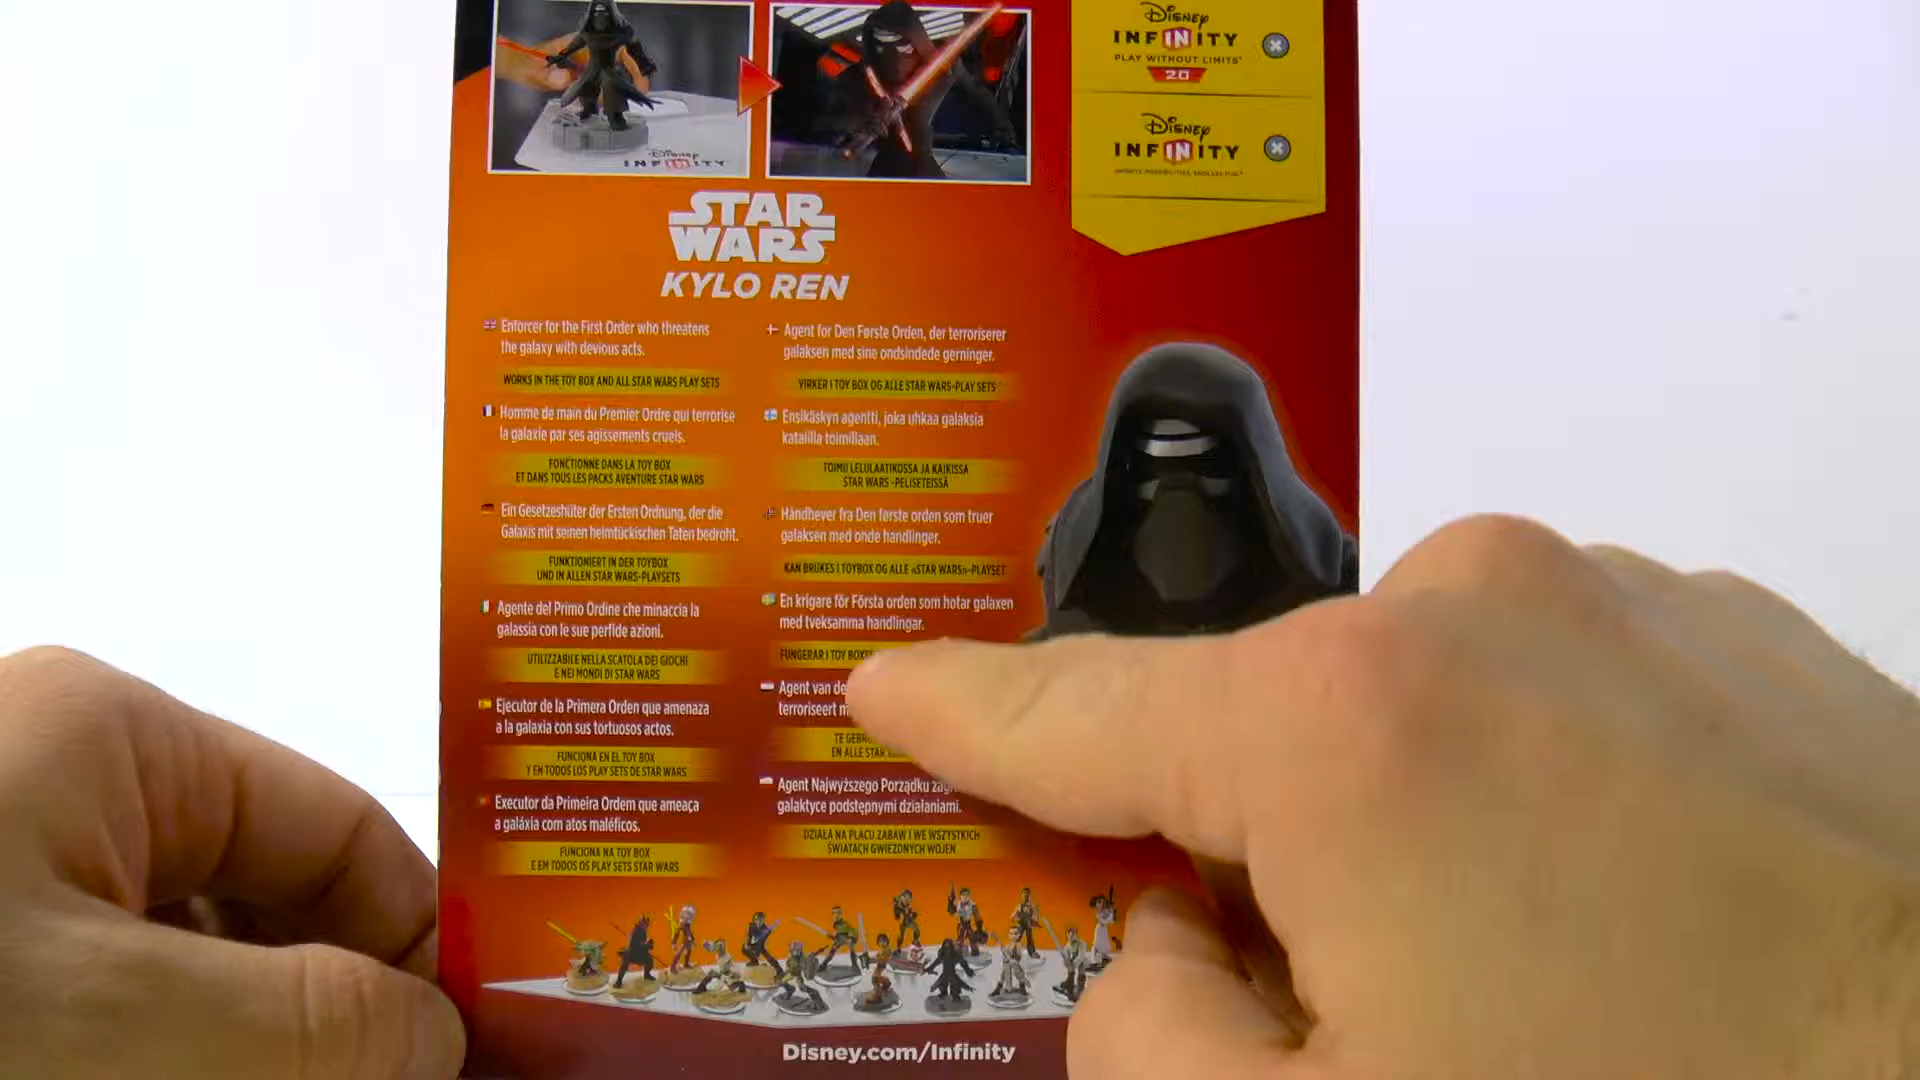 Disney
INFINITY
Disney
INFINITY
PLAY WITHOUT LIMITS
2.0
Disney
INFINITY
STAR
WARS
KYLO REN
Enforcer for the First Order who threatens
the galaxy with devious acts.
WORKS IN THE TOY BOX AND ALL STAR WARS PLAY SETS
Homme de main du Premier Ordre qui terrorise
la galaxie par ses agissements cruels.
FONCTIONNE DANS LA TOY BOX
ET DANS TOUS LES PACKS AVENTURE STAR WARS
Ein Gesetzeshüter der Ersten Ordnung, der die
Galaxis mit seinen heimtückischen Taten bedroht.
FUNKTIONIERT IN DER TOYBOX
UND IN ALLEN STAR WARS-PLAYSETS
Agente del Primo Ordine che minaccia la
galassia con le sue perfide azioni.
UTILIZZABILE NELLA SCATOLA DEI GIOCHI
E NEI MONDI DI STAR WARS
Ejecutor de la Primera Orden que amenaza
a la galaxia con sus tortuosos actos.
FUNCIONA EN EL TOY BOX
Y EN TODOS LOS PLAY SETS DE STAR WARS
Executor da Primeira Ordem que ameaça
a galáxia com atos maléficos.
FUNCIONA NA TOY BOX
E EM TODOS OS PLAY SETS STAR WARS
Agent for Den Første Orden, der terroriserer
galaksen med sine ondsindede gerninger.
VIRKER I TOY BOX OG ALLE STAR WARS-PLAY SETS
Ensikäskyn agentti, joka uhkaa galaksia
katalilla toimillaan.
TOIMII LELULAATIKOSSA JA KAIKISSA
STAR WARS -PELISETEISSÄ
Håndhever fra Den første orden som truer
galaksen med onde handlinger.
KAN BRUKES I TOYBOX OG ALLE «STAR WARS»-PLAYSET
En krigare för Första orden som hotar galaxen
med tveksamma handlingar.
FUNGERAR I TOY BOX
Agent van de
terroriseert
TE
EN ALLE STAR
Agent Najwyższego Porządku
galaktyce podstępnymi działaniami.
DZIAŁA NA PLACU ZABAW I WE WSZYSTKICH
ŚWIATACH GWIEZDNYCH WOJEN
Disney.com/Infinity